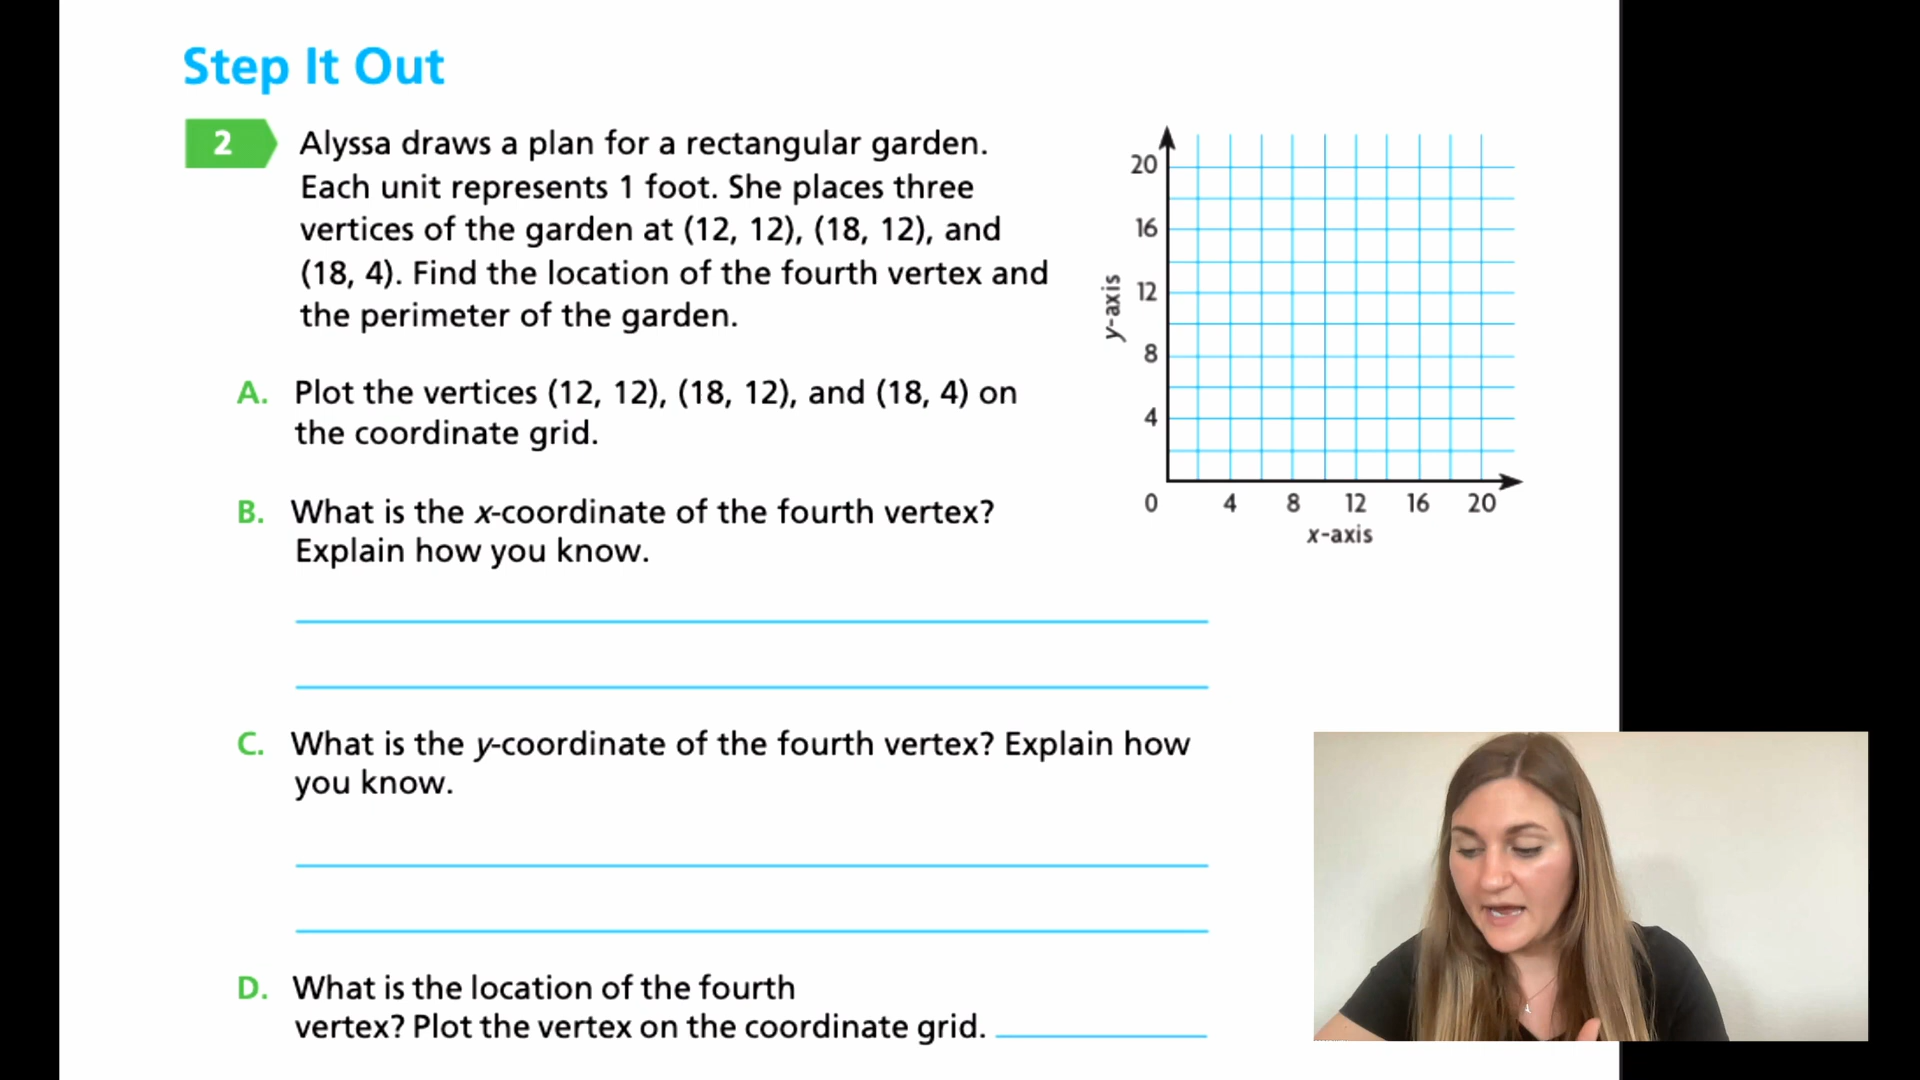 Step It Out
2
Alyssa draws a plan for a rectangular garden.
Each unit represents 1 foot. She places three
vertices of the garden at (12, 12), (18, 12), and
(18, 4). Find the location of the fourth vertex and
the perimeter of the garden.
A. Plot the vertices (12, 12), (18, 12), and (18, 4) on
the coordinate grid.
B. What is the x-coordinate of the fourth vertex?
Explain how you know.
C. What is the y-coordinate of the fourth vertex? Explain how
you know.
D. What is the location of the fourth
vertex? Plot the vertex on the coordinate grid.
y-axis
20
16
12
8
4
0 4 8 12 16 20
x-axis